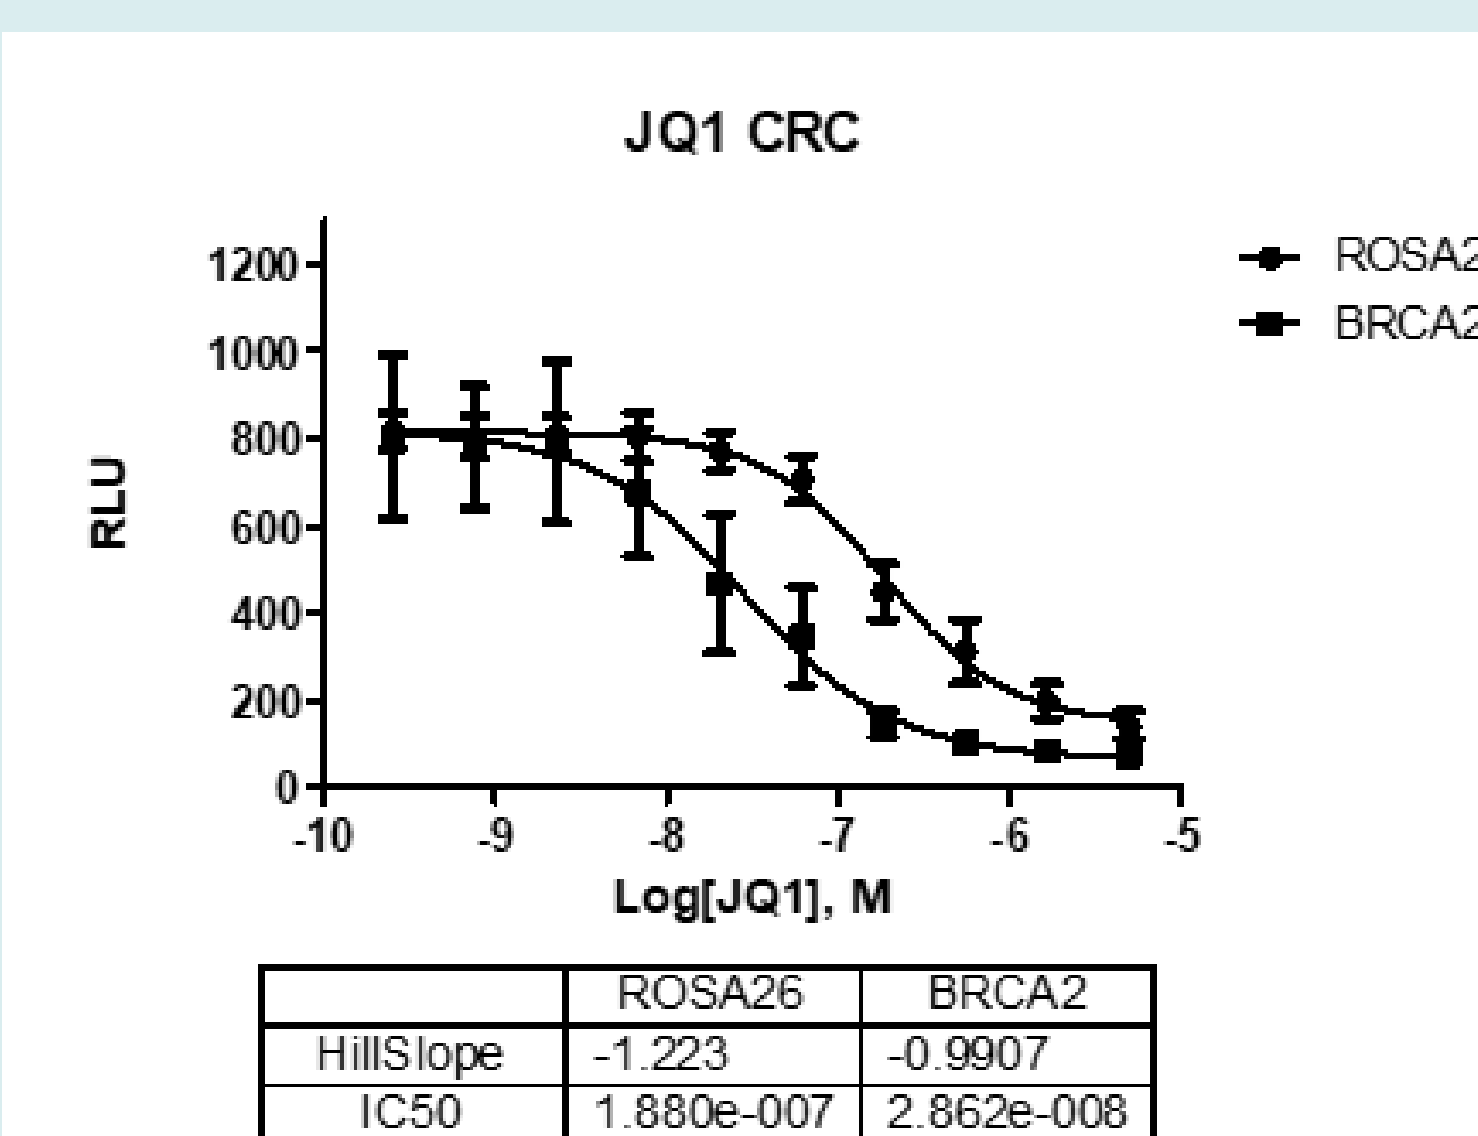 JQ1 CRC
1200
1000
800
600
400
200
0
RLU
-10 -9 -8 -7 -6 -5
Log[JQ1], M
ROSA2
BRCA2
ROSA26 BRCA2
HillSlope -1.223 -0.9907
IC50 1.880e-007 2.862e-008